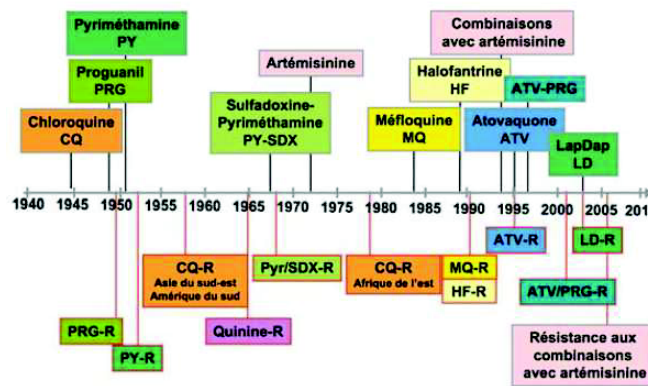 Pyriméthamine
PY
Combinaisons
avec artémisinine
Proguanil
PRG
Artémisinine
Halofantrine
HF
ATV-PRG
Chloroquine
CQ
Sulfadoxine-
Pyriméthamine
PY-SDX
Méfloquine
MQ
Atovaquone
ATV
LapDap
LD
1940 1945 1950 1955 1960 1965 1970 1975 1980 1985 1990 1995 2000 2005
CQ-R
Asie du sud-est
Amérique du sud
Pyr/SDX-R
CQ-R
Afrique de l'est
MQ-R
HF-R
ATV-R
LD-R
ATV/PRG-R
PRG-R
PY-R
Quinine-R
Résistance aux
combinaisons
avec artémisinine